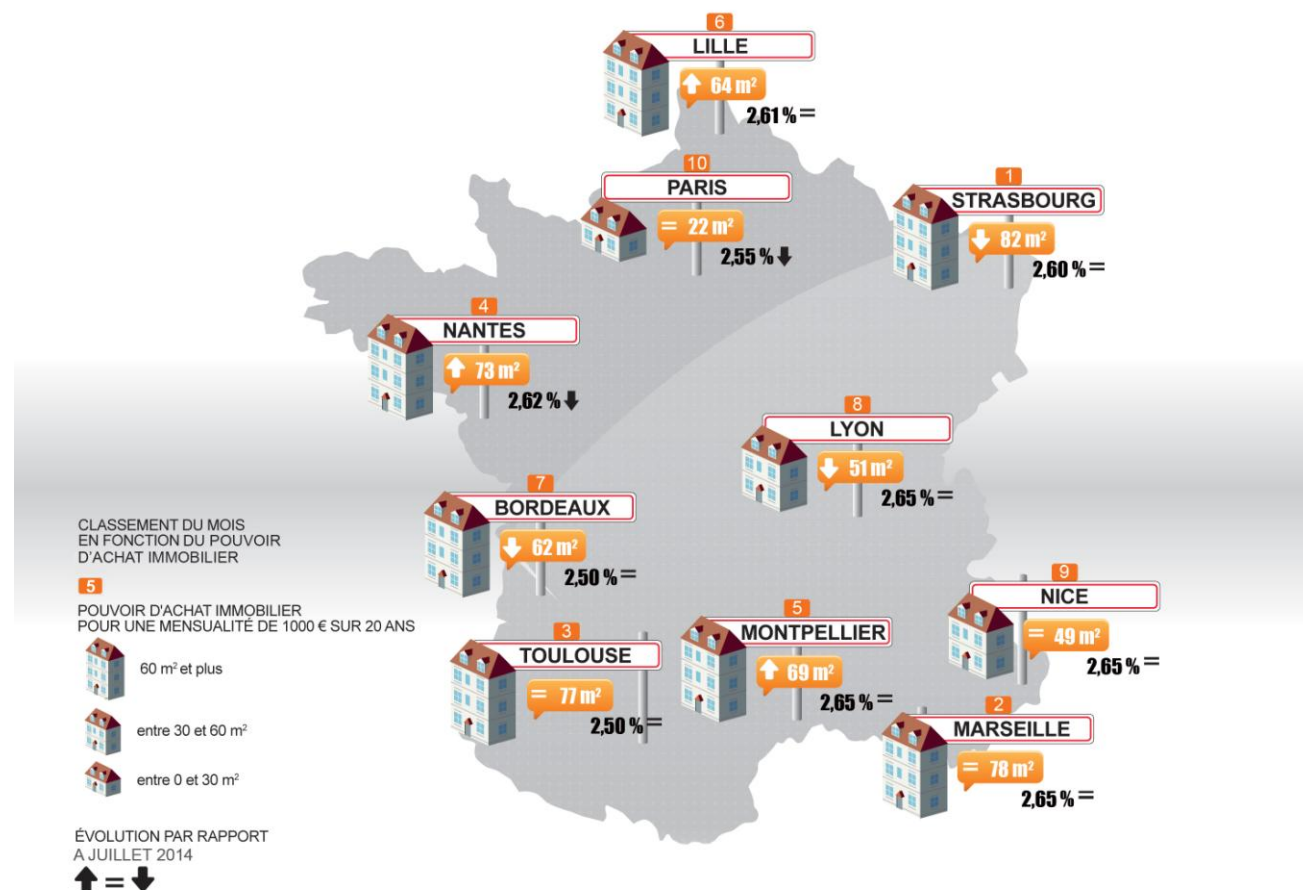 6
LILLE
64 m²
2,61 % =
10
PARIS
= 22 m²
2,55 %
1
STRASBOURG
82 m²
2,60 % =
4
NANTES
73 m²
2,62 %
8
LYON
51 m²
2,65 % =
7
BORDEAUX
62 m²
2,50 % =
9
NICE
= 49 m²
2,65 % =
5
MONTPELLIER
69 m²
2,65 % =
3
TOULOUSE
= 77 m²
2,50 % =
2
MARSEILLE
= 78 m²
2,65 % =
CLASSEMENT DU MOIS
EN FONCTION DU POUVOIR
D'ACHAT IMMOBILIER
5
POUVOIR D'ACHAT IMMOBILIER
POUR UNE MENSUALITÉ DE 1000 € SUR 20 ANS
60 m² et plus
entre 30 et 60 m²
entre 0 et 30 m²
ÉVOLUTION PAR RAPPORT
A JUILLET 2014
=